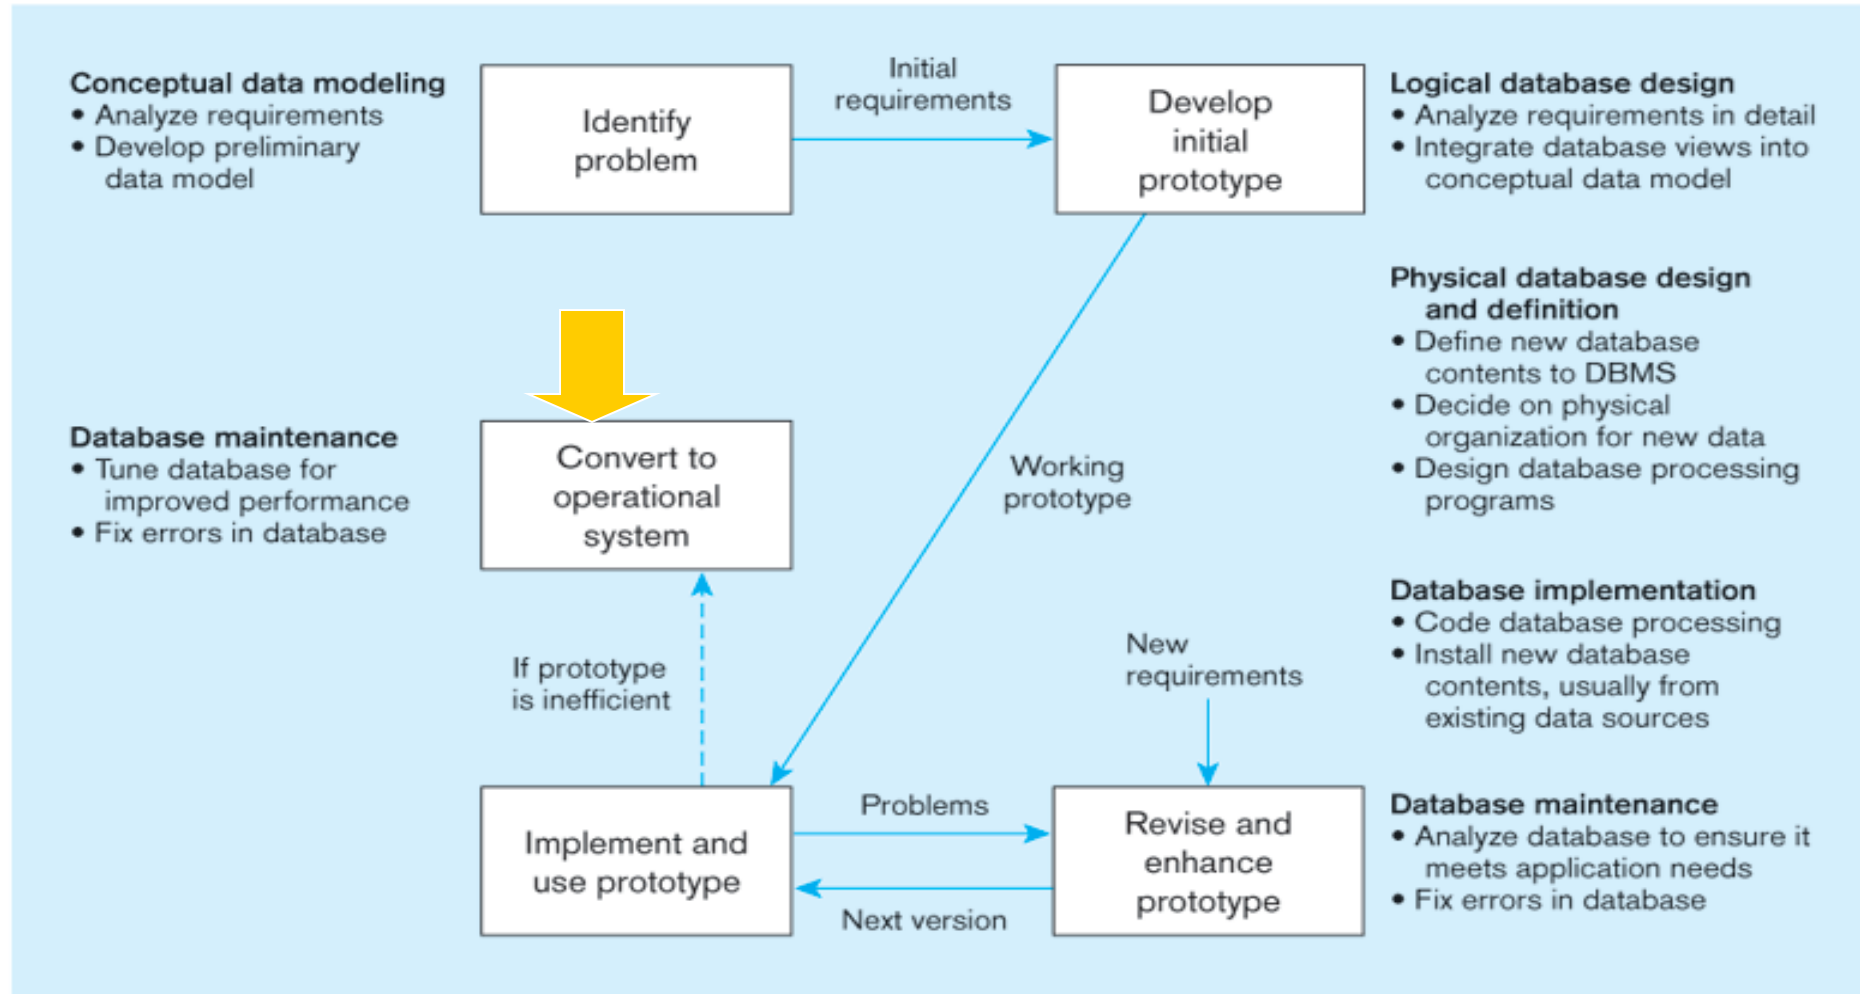 Conceptual data modeling
• Analyze requirements
• Develop preliminary
data model
Identify
problem
Initial
requirements
Develop
initial
prototype
Logical database design
• Analyze requirements in detail
• Integrate database views into
conceptual data model
Physical database design
and definition
• Define new database
contents to DBMS
• Decide on physical
organization for new data
• Design database processing
programs
Database maintenance
• Tune database for
improved performance
• Fix errors in database
Convert to
operational
system
Working
prototype
Database implementation
• Code database processing
• Install new database
contents, usually from
existing data sources
If prototype
is inefficient
New
requirements
Implement and
use prototype
Problems
Next version
Revise and
enhance
prototype
Database maintenance
• Analyze database to ensure it
meets application needs
• Fix errors in database